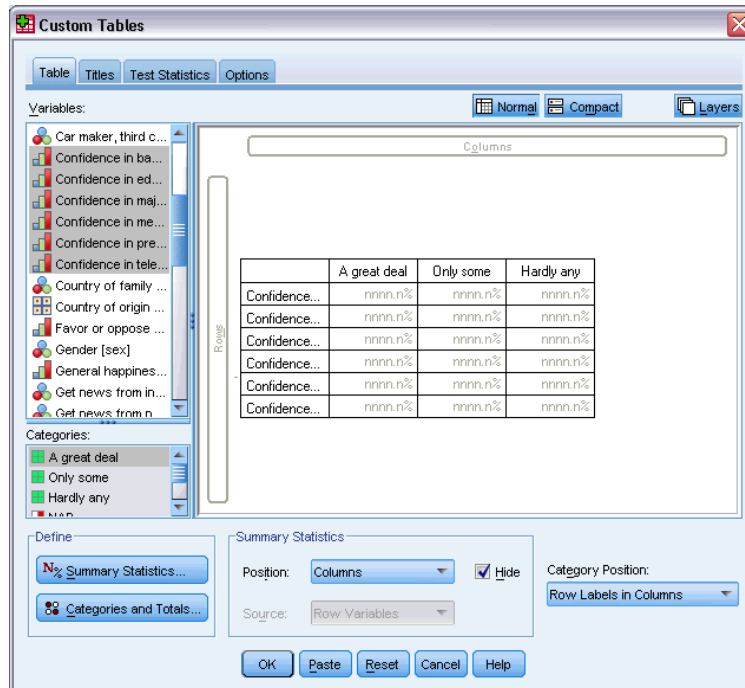 Custom Tables
Table Titles Test Statistics Options
Variables:
Normal Compact Layers
Car maker, third c...
Confidence in ba...
Confidence in ed...
Confidence in maj...
Confidence in me...
Confidence in pre...
Confidence in tele...
Country of family ...
Country of origin ...
Favor or oppose ...
Gender [sex]
General happines...
Get news from in...
Get news from n...
Columns
Rows
A great deal Only some Hardly any
Confidence... nnnn.n% nnnn.n% nnnn.n%
Confidence... nnnn.n% nnnn.n% nnnn.n%
Confidence... nnnn.n% nnnn.n% nnnn.n%
Confidence... nnnn.n% nnnn.n% nnnn.n%
Confidence... nnnn.n% nnnn.n% nnnn.n%
Confidence... nnnn.n% nnnn.n% nnnn.n%
Categories:
A great deal
Only some
Hardly any
NAP
Define
N% Summary Statistics...
Categories and Totals...
Summary Statistics
Position: Columns Hide
Source: Row Variables
Category Position:
Row Labels in Columns
OK Paste Reset Cancel Help